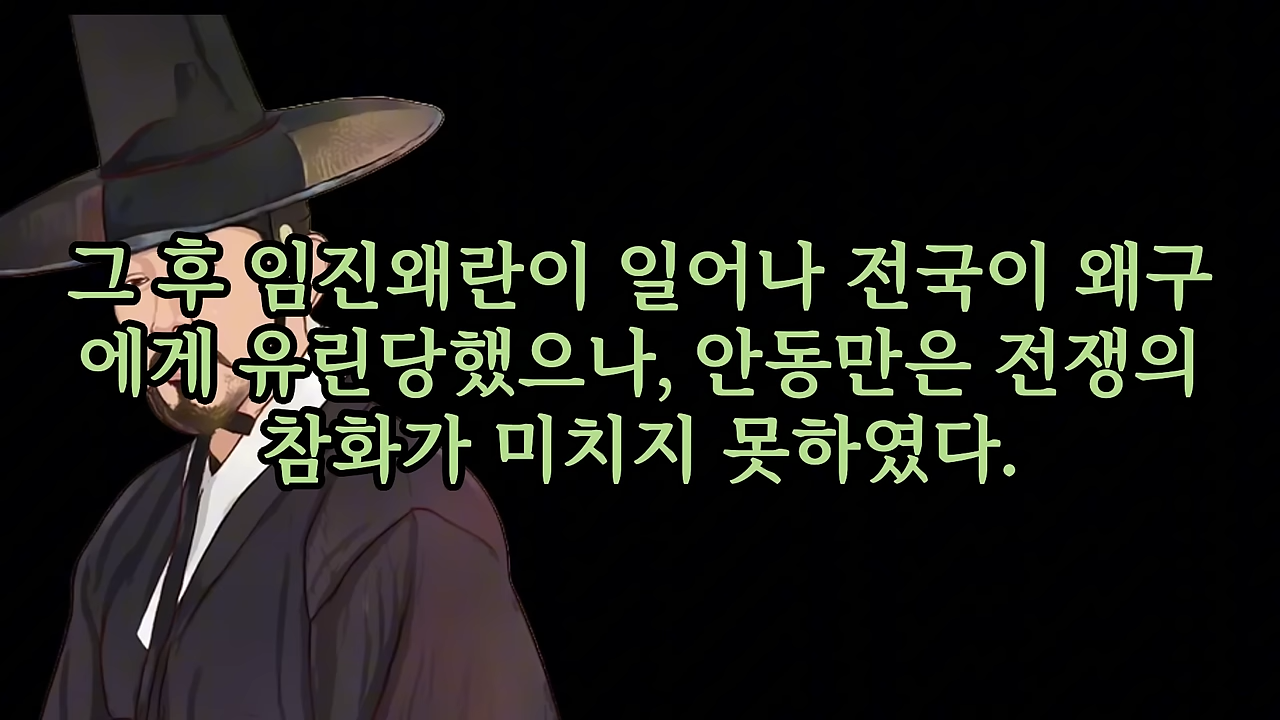 그 후 임진왜란이 일어나 전국이 왜구
에게 유린당했으나, 안동만은 전쟁의
참화가 미치지 못하였다.